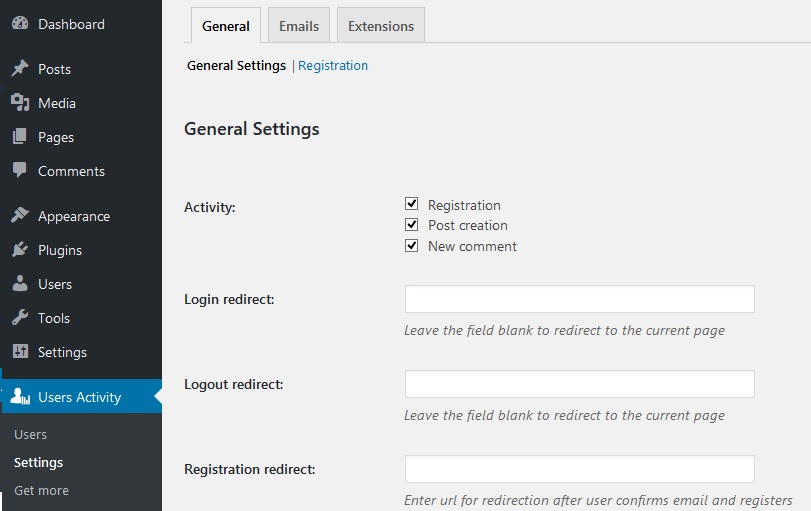 Dashboard
Posts
Media
Pages
Comments
Appearance
Plugins
Users
Tools
Settings
Users Activity
Users
Settings
Get more
General Emails Extensions
General Settings | Registration
General Settings
Activity:
Registration
Post creation
New comment
Login redirect:
Leave the field blank to redirect to the current page
Logout redirect:
Leave the field blank to redirect to the current page
Registration redirect:
Enter url for redirection after user confirms email and registers